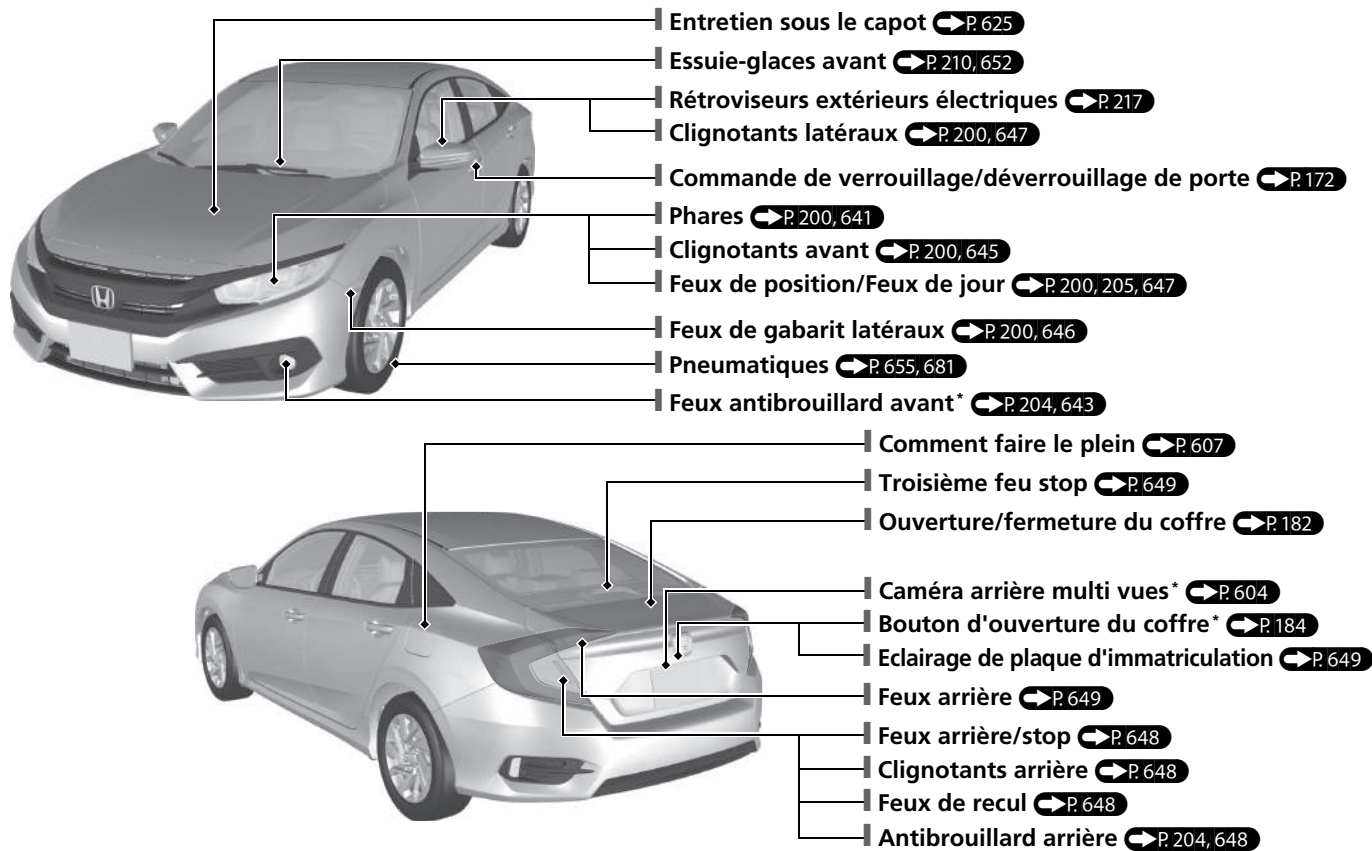 Entretien sous le capot P. 625
Essuie-glaces avant P. 210, 652
Rétroviseurs extérieurs électriques P. 217
Clignotants latéraux P. 200, 647
Commande de verrouillage/déverrouillage de porte P. 172
Phares P. 200, 641
Clignotants avant P. 200, 645
Feux de position/Feux de jour P. 200, 205, 647
Feux de gabarit latéraux P. 200, 646
Pneumatiques P. 655, 681
Feux antibrouillard avant* P. 204, 643
Comment faire le plein P. 607
Troisième feu stop P. 649
Ouverture/fermeture du coffre P. 182
Caméra arrière multi vues* P. 604
Bouton d'ouverture du coffre* P. 184
Eclairage de plaque d'immatriculation P. 649
Feux arrière P. 649
Feux arrière/stop P. 648
Clignotants arrière P. 648
Feux de recul P. 648
Antibrouillard arrière P. 204, 648